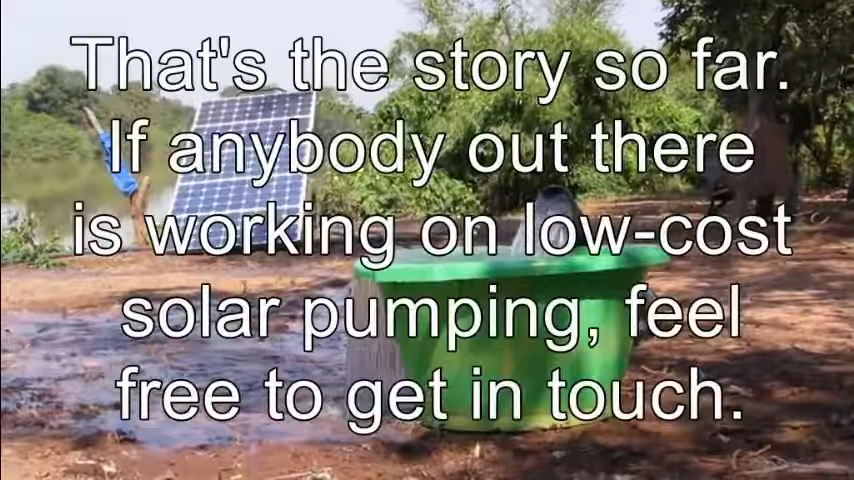 That's the story so far.
If anybody out there
is working on low-cost
solar pumping, feel
free to get in touch.